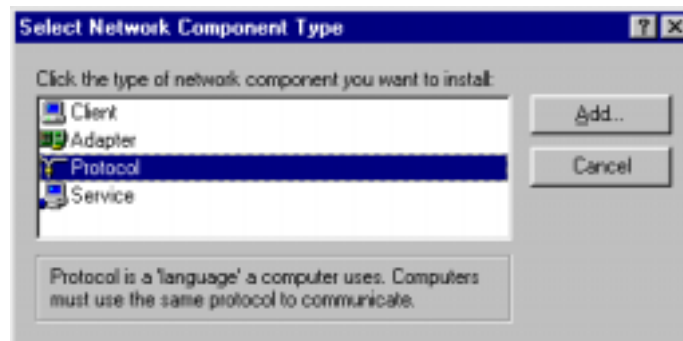 Select Network Component Type
Click the type of network component you want to install:
Client
Adapter
Protocol
Service
Add...
Cancel
Protocol is a 'language' a computer uses. Computers
must use the same protocol to communicate.